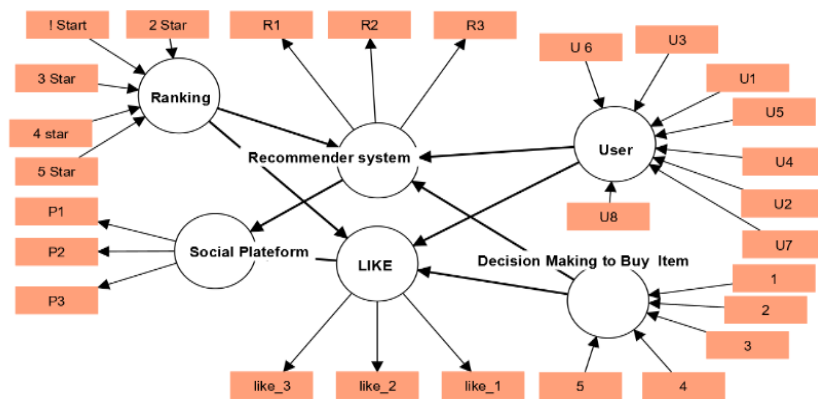 ! Start
2 Star
R1
R2
R3
U 6
U3
3 Star
Ranking
U1
U5
4 star
Recommender system
User
U4
5 Star
U2
P1
U8
U7
P2
Social Plateform
LIKE
Decision Making to Buy Item
1
P3
2
3
like_3
like_2
like_1
5
4